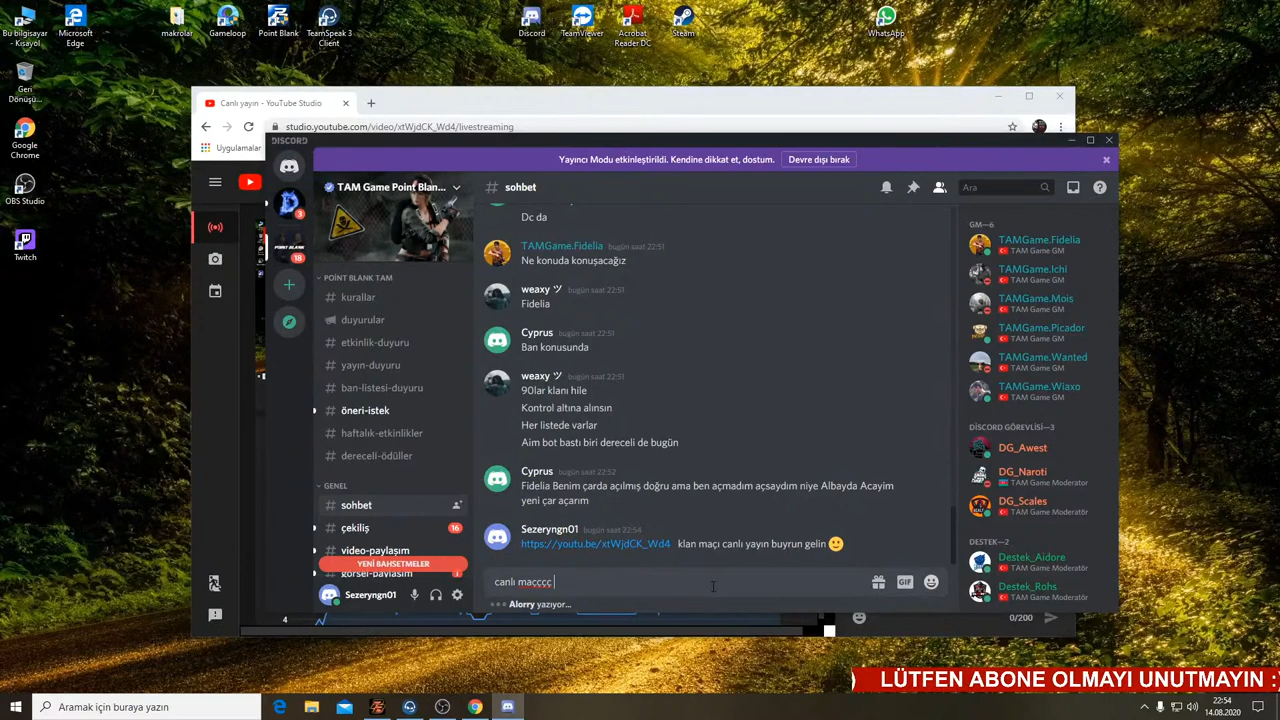 Bu bilgisayar
- Kısayol
Microsoft
Edge
makrolar
Gameloop
Point Blank
TeamSpeak 3
Client
Discord
TeamViewer
Acrobat
Reader DC
Steam
WhatsApp
Geri
Dönüşü...
Google
Chrome
OBS Studio
Twitch
Canlı yayın - YouTube Studio
studio.youtube.com/video/xtWjdCK_Wd4/livestreaming
Uygulamalar
DISCORD
Yayıncı Modu etkinleştirildi. Kendine dikkat et, dostum.
Devre dışı bırak
TAM Game Point Blan...
sohbet
Ara
3
18
POİNT BLANK TAM
kurallar
duyurular
etkinlik-duyuru
yayın-duyuru
ban-listesi-duyuru
öneri-istek
haftalık-etkinlikler
dereceli-ödüller
GENEL
sohbet
çekiliş
16
video-paylaşım
YENİ BAHSETMELER
görsel-paylaşım
Sezeryngn01
Dc da
TAMGame.Fidelia bugün saat 22:51
Ne konuda konuşacağız
weaxy ツ bugün saat 22:51
Fidelia
Cyprus bugün saat 22:51
Ban konusunda
weaxy ツ bugün saat 22:51
90lar klanı hile
Kontrol altına alınsın
Her listede varlar
Aim bot bastı biri dereceli de bugün
Cyprus bugün saat 22:52
Fidelia Benim çarda açılmış doğru ama ben açmadım açsaydım niye Albayda Acayim
yeni çar açarım
Sezeryngn01 bugün saat 22:54
https://youtu.be/xtWjdCK_Wd4 klan maçı canlı yayın buyrun gelin
canlı maçççç
GIF
Alorry yazıyor...
GM—6
TAMGame.Fidelia
TAM Game GM
TAMGame.Ichi
TAM Game GM
TAMGame.Mois
TAM Game GM
TAMGame.Picador
TAM Game GM
TAMGame.Wanted
TAM Game GM
TAMGame.Wiaxo
TAM Game GM
DİSCORD GÖREVLİSİ—3
DG_Awest
DG_Naroti
TAM Game Moderator
DG_Scales
TAM Game Moderatör
DESTEK—2
Destek_Aidore
TAM Game Moderatör
Destek_Rohs
TAM Game Moderatör
4
0/200
LÜTFEN ABONE OLMAYI UNUTMAYIN :)
Aramak için buraya yazın
22:54
14.08.2020